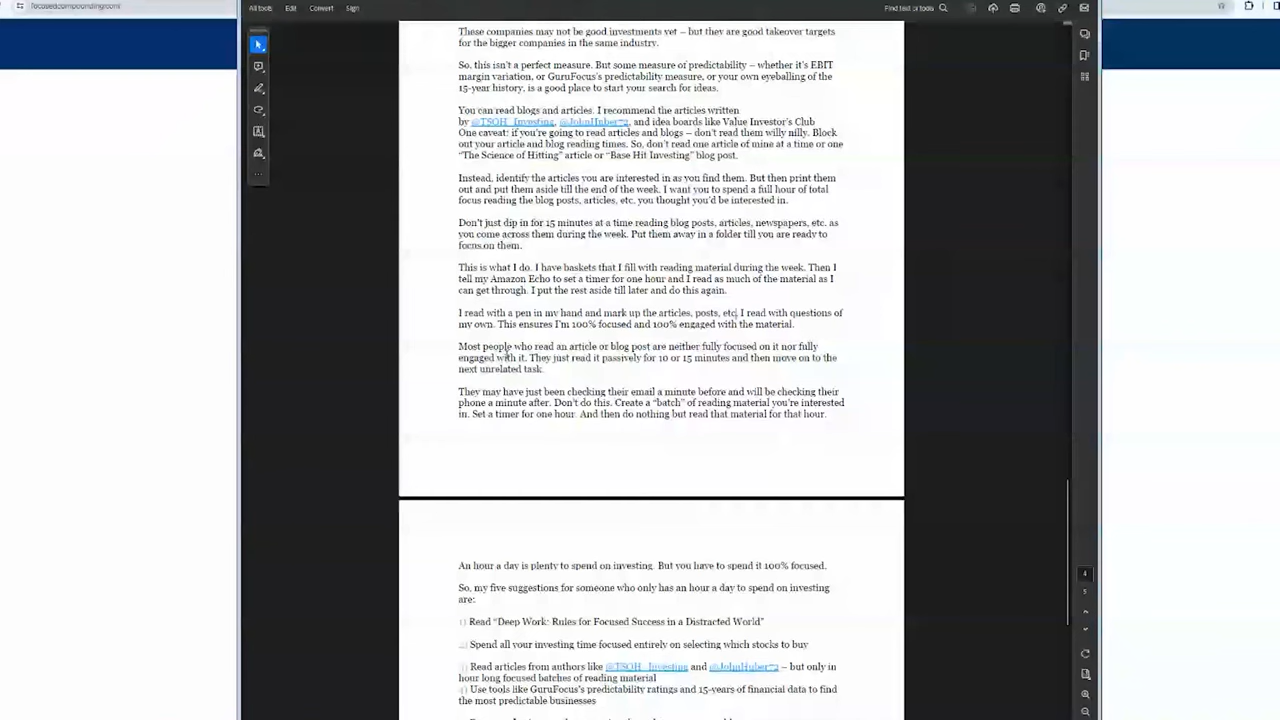 focusedcompounding.com
All tools Edit Convert Sign Find text or tools
These companies may not be good investments yet – but they are good takeover targets
for the bigger companies in the same industry.
So, this isn't a perfect measure. But some measure of predictability – whether it's EBIT
margin variation, or GuruFocus's predictability measure, or your own eyeballing of the
15-year history, is a good place to start your search for ideas.
You can read blogs and articles. I recommend the articles written
by @TSOH_Investing, @JohnHuber72, and idea boards like Value Investor's Club
One caveat: if you're going to read articles and blogs – don't read them willy nilly. Block
out your article and blog reading times. So, don't read one article of mine at a time or one
"The Science of Hitting" article or "Base Hit Investing" blog post.
Instead, identify the articles you are interested in as you find them. But then print them
out and put them aside till the end of the week. I want you to spend a full hour of total
focus reading the blog posts, articles, etc. you thought you'd be interested in.
Don't just dip in for 15 minutes at a time reading blog posts, articles, newspapers, etc. as
you come across them during the week. Put them away in a folder till you are ready to
focus on them.
This is what I do. I have baskets that I fill with reading material during the week. Then I
tell my Amazon Echo to set a timer for one hour and I read as much of the material as I
can get through. I put the rest aside till later and do this again.
I read with a pen in my hand and mark up the articles, posts, etc. I read with questions of
my own. This ensures I'm 100% focused and 100% engaged with the material.
Most people who read an article or blog post are neither fully focused on it nor fully
engaged with it. They just read it passively for 10 or 15 minutes and then move on to the
next unrelated task.
They may have just been checking their email a minute before and will be checking their
phone a minute after. Don't do this. Create a "batch" of reading material you're interested
in. Set a timer for one hour. And then do nothing but read that material for that hour.
An hour a day is plenty to spend on investing. But you have to spend it 100% focused.
So, my five suggestions for someone who only has an hour a day to spend on investing
are:
1) Read "Deep Work: Rules for Focused Success in a Distracted World"
2) Spend all your investing time focused entirely on selecting which stocks to buy
3) Read articles from authors like @TSOH_Investing and @JohnHuber72 – but only in
hour long focused batches of reading material
4) Use tools like GuruFocus's predictability ratings and 15-years of financial data to find
the most predictable businesses
4
5